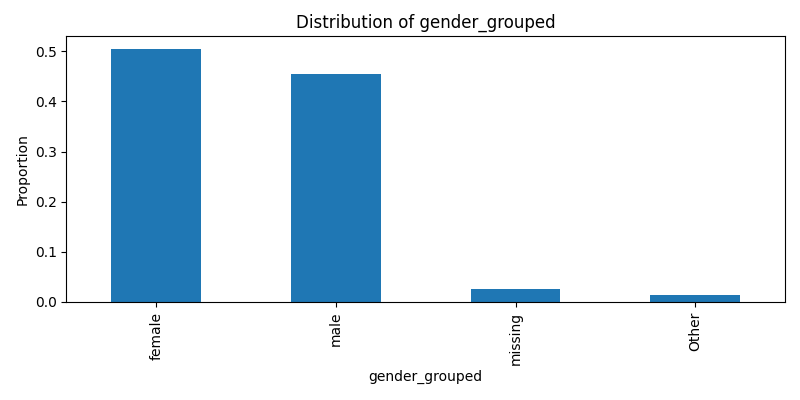 Distribution of gender_grouped
Proportion
0.5
0.4
0.3
0.2
0.1
0.0
female
male
missing
Other
gender_grouped